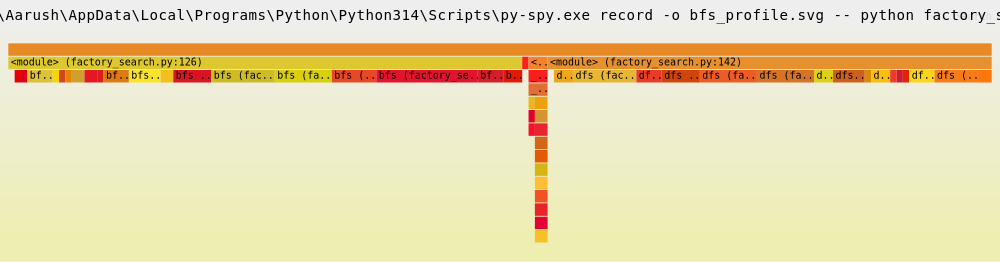 \Aarush\AppData\Local\Programs\Python\Python314\Scripts\py-spy.exe record -o bfs_profile.svg -- python factory_s
<module> (factory_search.py:126) <.. <module> (factory_search.py:142)
bf.. bf.. bfs.. bfs .. bfs (fac.. bfs (fa.. bfs (.. bfs (factory_se.. bf.. b.. _.. d.. dfs (fac.. df.. dfs .. dfs (fa.. dfs (fa.. d.. dfs.. d.. df.. dfs (..
_..